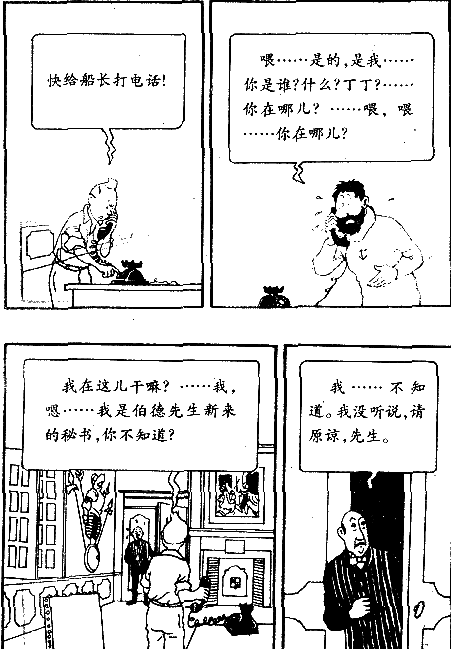 快给船长打电话!
喂……是的,是我……
你是谁?什么?丁丁?……
你在哪儿? ……喂, 喂
……你在哪儿?
我在这儿干嘛? ……我,
嗯……我是伯德先生新来
的秘书,你不知道?
我 …… 不 知
道。我没听说,请
原谅,先生。